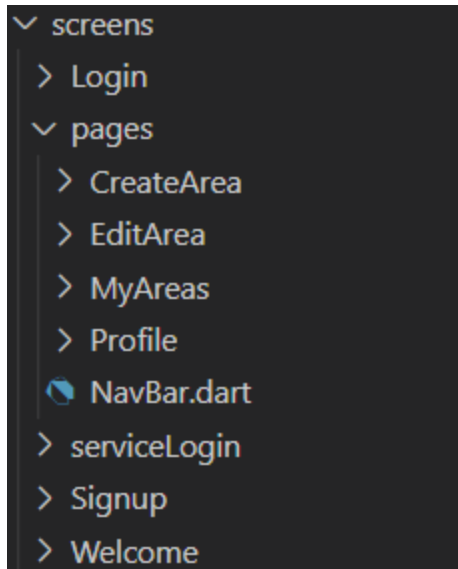 screens
Login
pages
CreateArea
EditArea
MyAreas
Profile
NavBar.dart
serviceLogin
Signup
Welcome